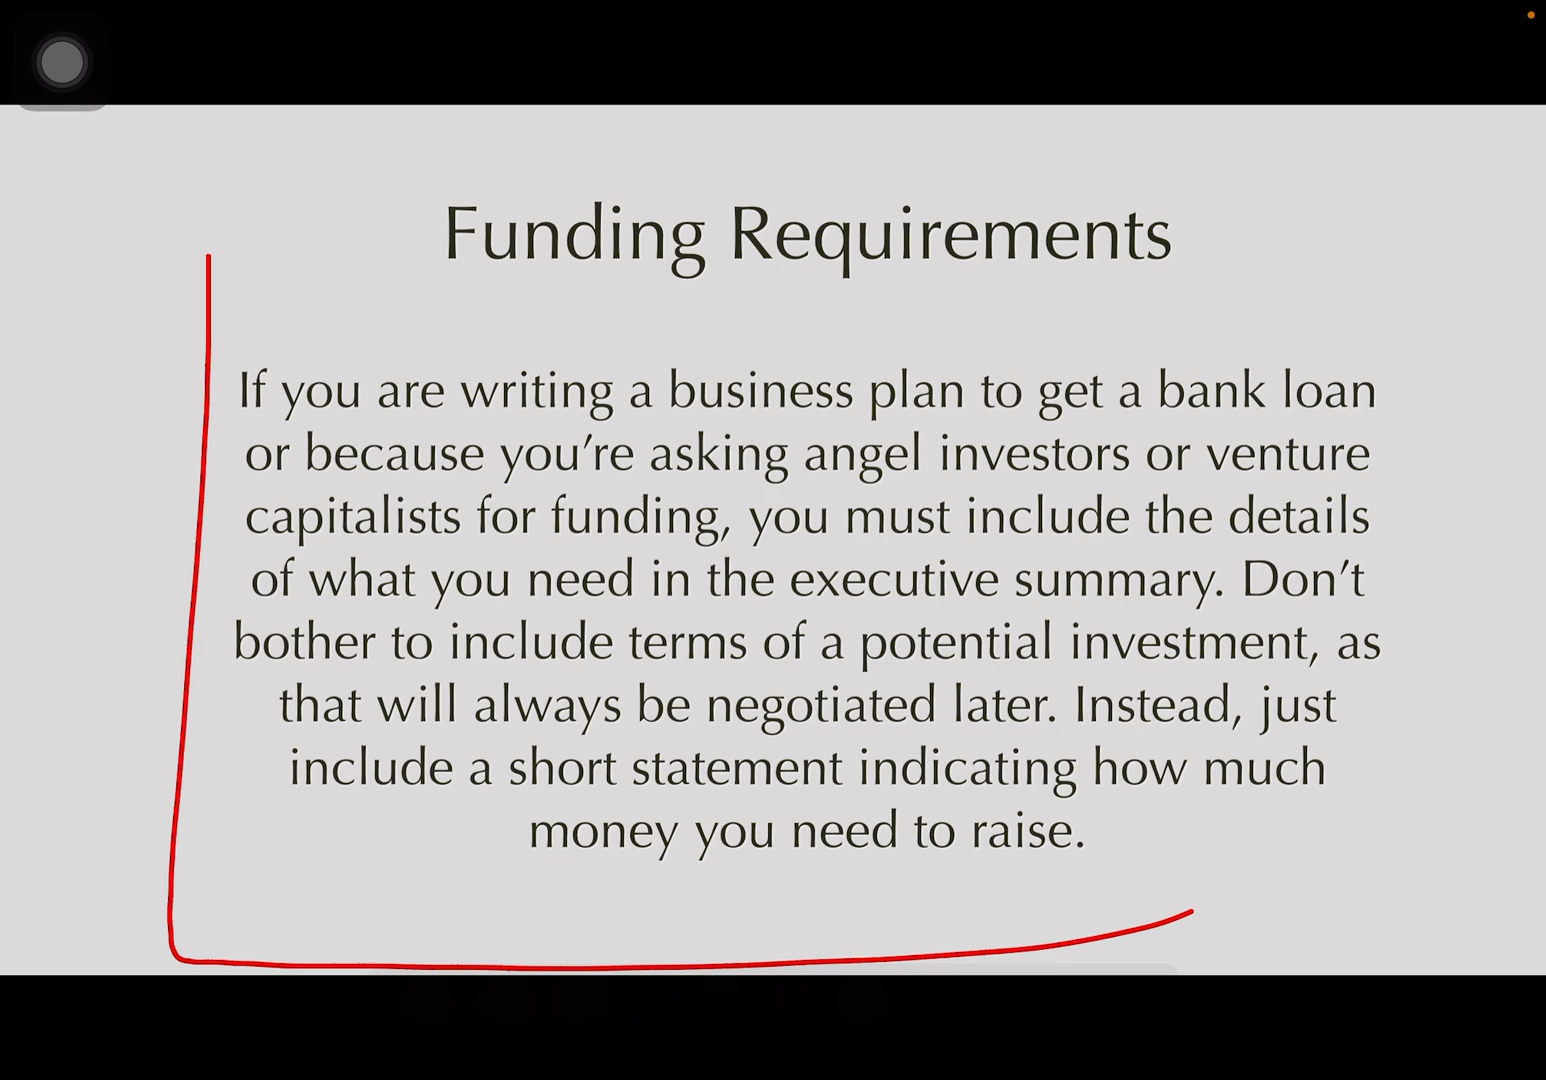 Funding Requirements
If you are writing a business plan to get a bank loan
or because you’re asking angel investors or venture
capitalists for funding, you must include the details
of what you need in the executive summary. Don’t
bother to include terms of a potential investment, as
that will always be negotiated later. Instead, just
include a short statement indicating how much
money you need to raise.